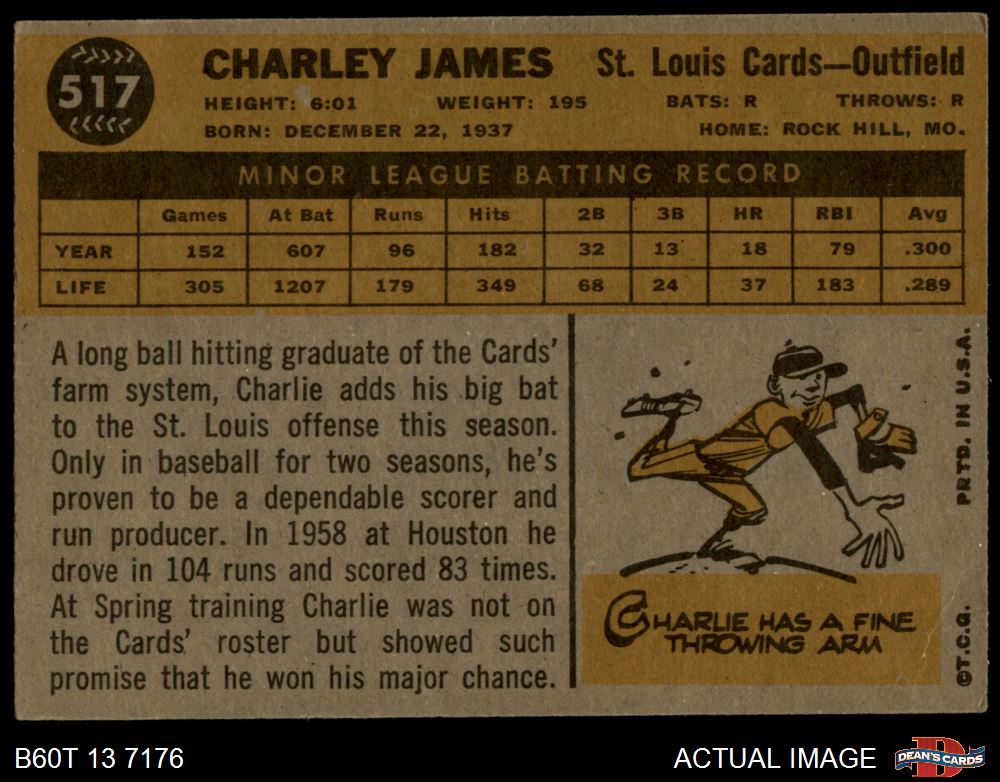 517
CHARLEY JAMES St. Louis Cards—Outfield
HEIGHT: 6:01 WEIGHT: 195 BATS: R THROWS: R
BORN: DECEMBER 22, 1937 HOME: ROCK HILL, MO.
MINOR LEAGUE BATTING RECORD
Games At Bat Runs Hits 2B 3B HR RBI Avg
YEAR 152 607 96 182 32 13 18 79 .300
LIFE 305 1207 179 349 68 24 37 183 .289
A long ball hitting graduate of the Cards'
farm system, Charlie adds his big bat
to the St. Louis offense this season.
Only in baseball for two seasons, he's
proven to be a dependable scorer and
run producer. In 1958 at Houston he
drove in 104 runs and scored 83 times.
At Spring training Charlie was not on
the Cards' roster but showed such
promise that he won his major chance.
CHARLIE HAS A FINE
THROWING ARM
©T.C.G. PRTD. IN U.S.A.
B60T 13 7176 ACTUAL IMAGE
D
DEAN'S CARDS